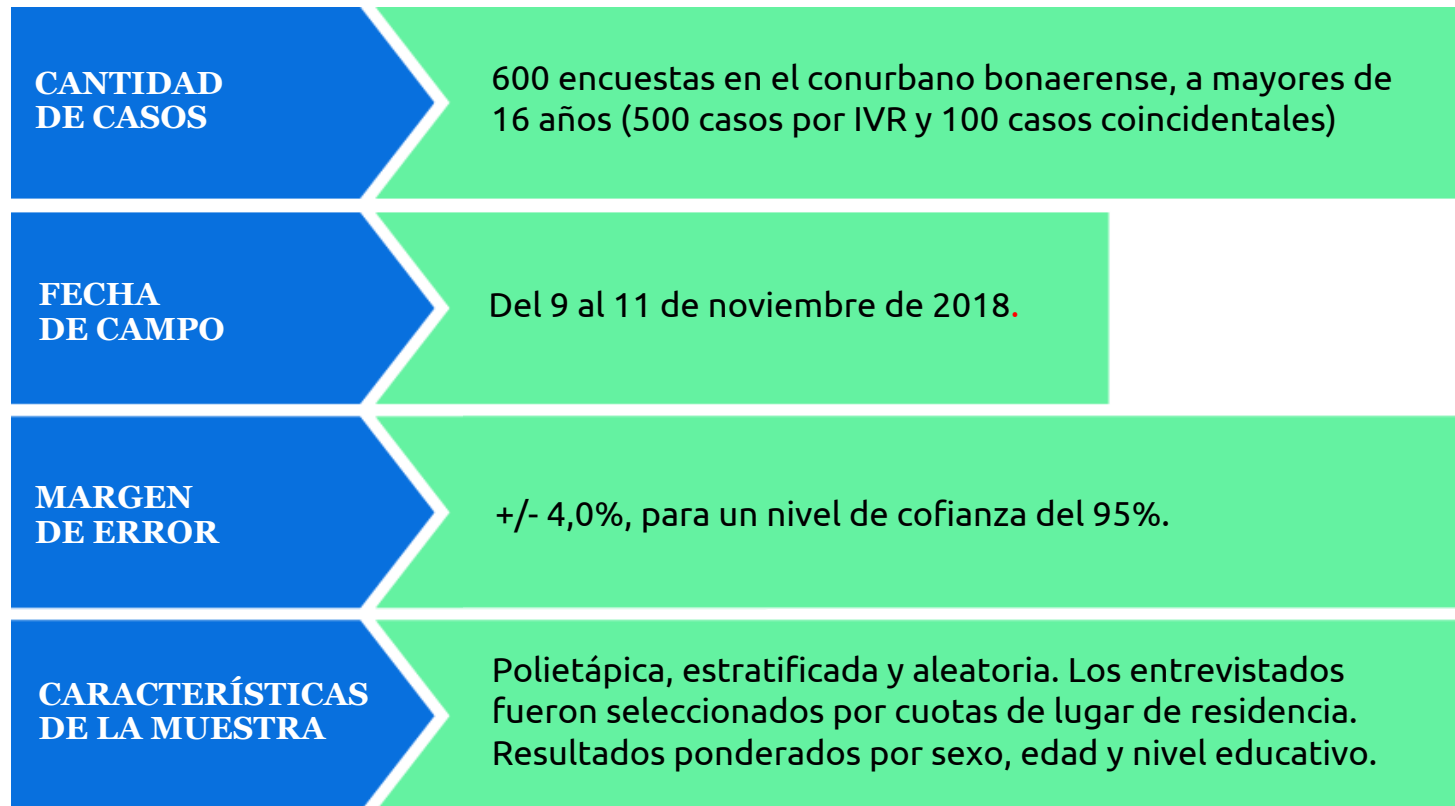 CANTIDAD
DE CASOS
600 encuestas en el conurbano bonaerense, a mayores de
16 años (500 casos por IVR y 100 casos coincidentales)
FECHA
DE CAMPO
Del 9 al 11 de noviembre de 2018.
MARGEN
DE ERROR
+/- 4,0%, para un nivel de cofianza del 95%.
CARACTERÍSTICAS
DE LA MUESTRA
Polietápica, estratificada y aleatoria. Los entrevistados
fueron seleccionados por cuotas de lugar de residencia.
Resultados ponderados por sexo, edad y nivel educativo.